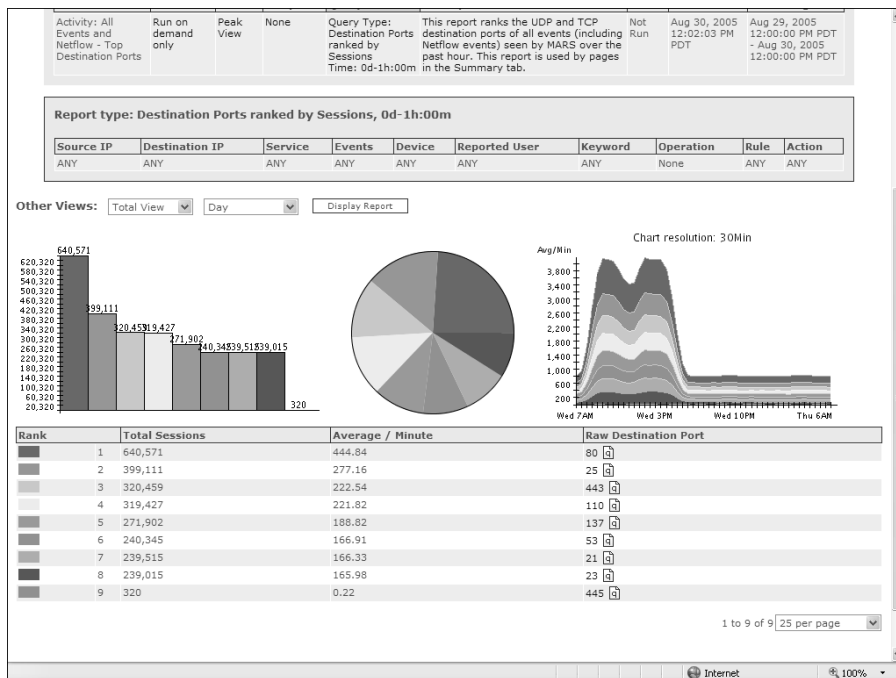 Activity: All Events and Netflow - Top Destination Ports
Run on demand only
Peak View
None
Query Type: Destination Ports ranked by Sessions Time: 0d-1h:00m
This report ranks the UDP and TCP destination ports of all events (including Netflow events) seen by MARS over the past hour. This report is used by pages in the Summary tab.
Not Run
Aug 30, 2005 12:02:03 PM PDT
Aug 29, 2005 12:00:00 PM PDT - Aug 30, 2005 12:00:00 PM PDT
Report type: Destination Ports ranked by Sessions, 0d-1h:00m
Source IP Destination IP Service Events Device Reported User Keyword Operation Rule Action
ANY ANY ANY ANY ANY ANY ANY None ANY ANY
Other Views: Total View Day Display Report
640,571
620,320
580,320
540,320
500,320
460,320
420,320
380,320
340,320
300,320
260,320
220,320
180,320
140,320
100,320
60,320
20,320
399,111
320,459
319,427
271,902
240,345
239,515
239,015
320
Chart resolution: 30Min
Avg/Min
3,800
3,400
3,000
2,600
2,200
1,800
1,400
1,000
600
200
Wed 7AM Wed 3PM Wed 10PM Thu 6AM
Rank Total Sessions Average / Minute Raw Destination Port
1 640,571 444.84 80 q
2 399,111 277.16 25 q
3 320,459 222.54 443 q
4 319,427 221.82 110 q
5 271,902 188.82 137 q
6 240,345 166.91 53 q
7 239,515 166.33 21 q
8 239,015 165.98 23 q
9 320 0.22 445 q
1 to 9 of 9 25 per page
Internet 100%